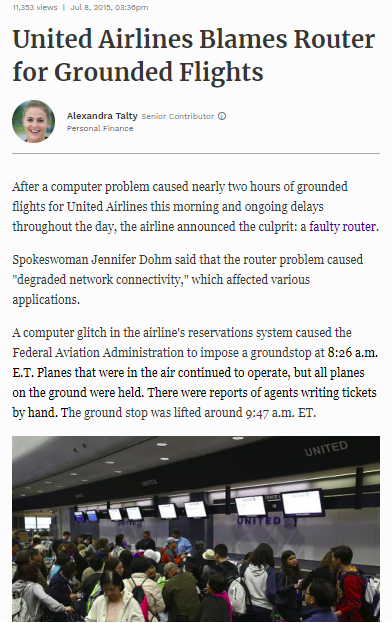 11,353 views | Jul 8, 2015, 03:36pm
United Airlines Blames Router
for Grounded Flights
Alexandra Talty Senior Contributor
Personal Finance
After a computer problem caused nearly two hours of grounded
flights for United Airlines this morning and ongoing delays
throughout the day, the airline announced the culprit: a faulty router.
Spokeswoman Jennifer Dohm said that the router problem caused
"degraded network connectivity," which affected various
applications.
A computer glitch in the airline's reservations system caused the
Federal Aviation Administration to impose a groundstop at 8:26 a.m.
E.T. Planes that were in the air continued to operate, but all planes
on the ground were held. There were reports of agents writing tickets
by hand. The ground stop was lifted around 9:47 a.m. ET.
UNITED
UNITED
UNITED